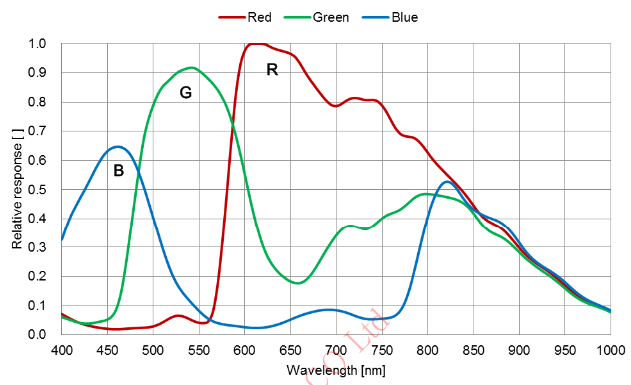 Red Green Blue
1.0
0.9
0.8
0.7
0.6
0.5
0.4
0.3
0.2
0.1
0.0
Relative response [ ]
B
G
R
400 450 500 550 600 650 700 750 800 850 900 950 1000
Wavelength [nm]
CO Ltd